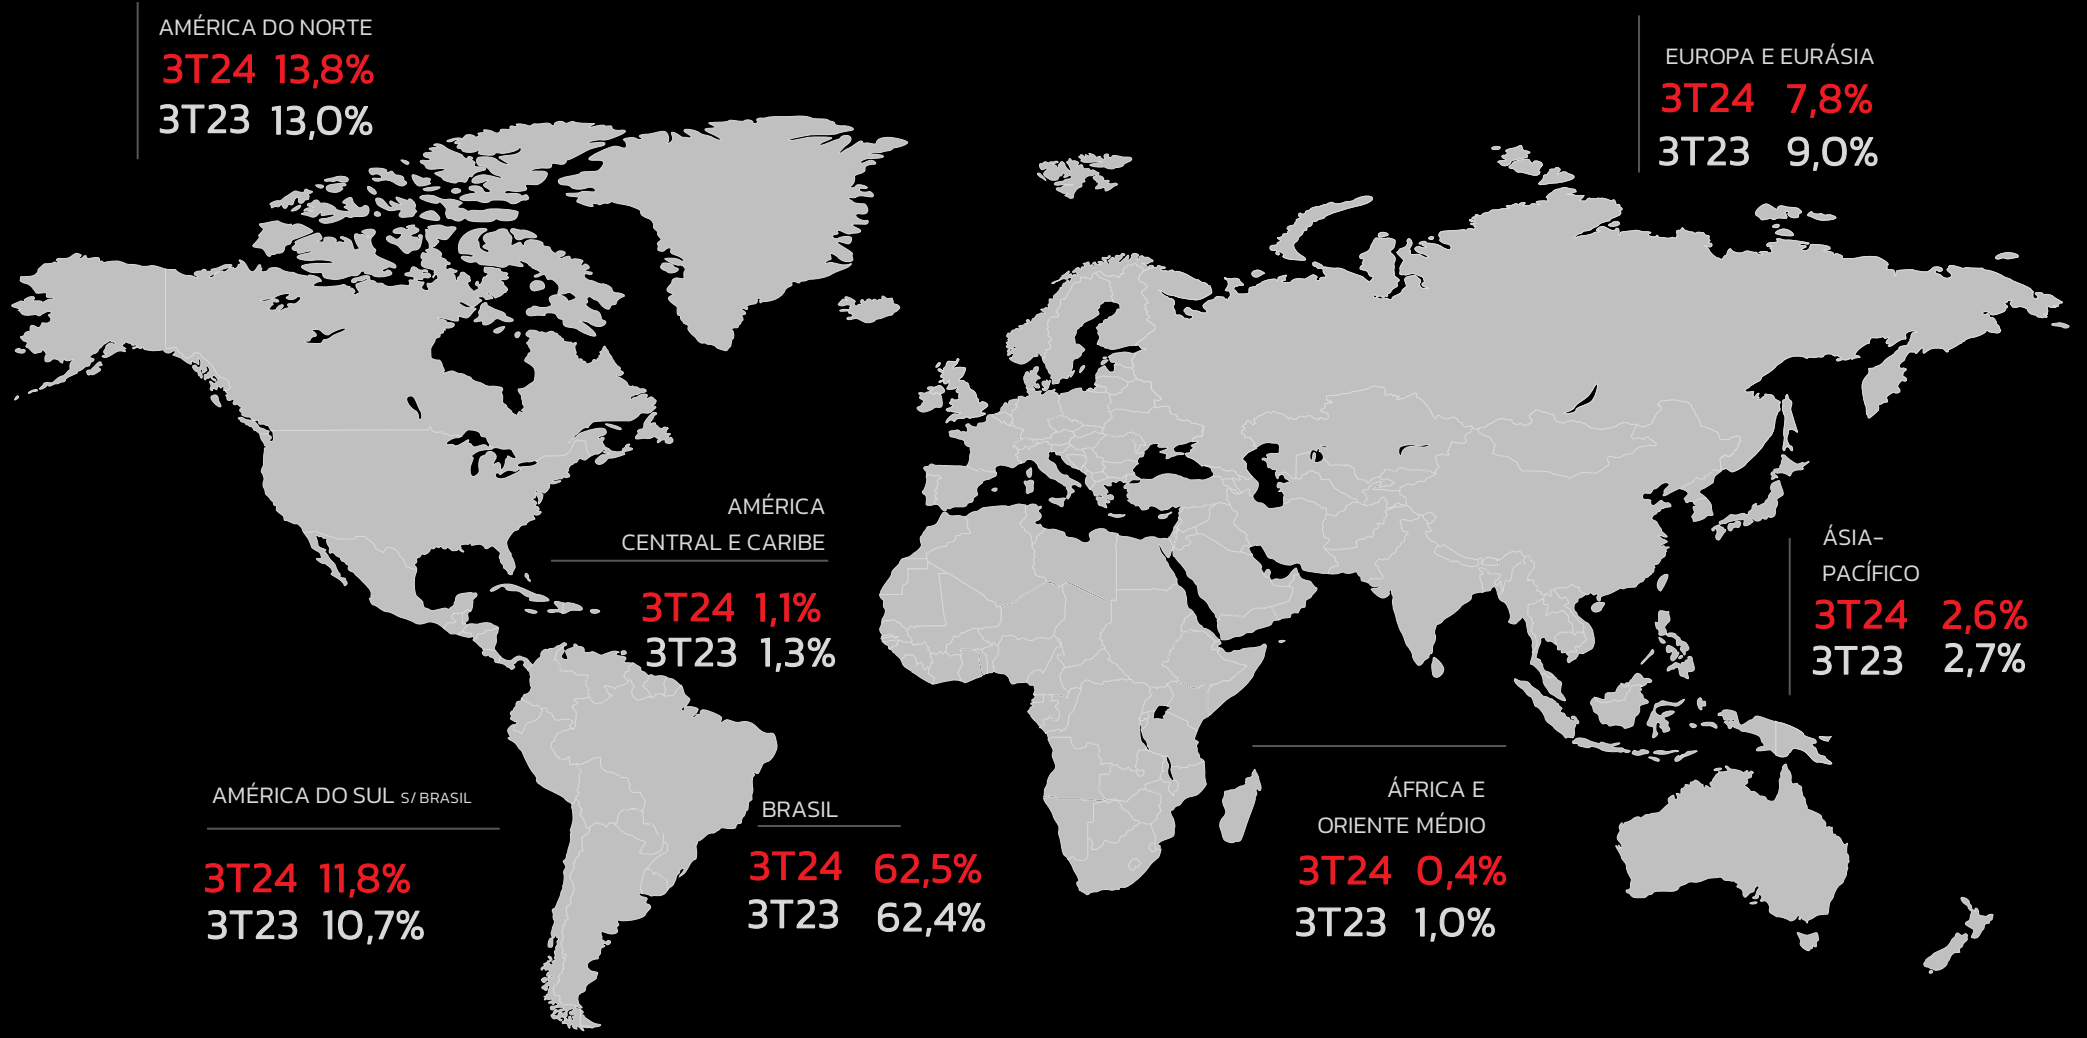 AMÉRICA DO NORTE
3T24 13,8%
3T23 13,0%
EUROPA E EURÁSIA
3T24 7,8%
3T23 9,0%
AMÉRICA
CENTRAL E CARIBE
3T24 1,1%
3T23 1,3%
ÁSIA-
PACÍFICO
3T24 2,6%
3T23 2,7%
AMÉRICA DO SUL S/ BRASIL
3T24 11,8%
3T23 10,7%
BRASIL
3T24 62,5%
3T23 62,4%
ÁFRICA E
ORIENTE MÉDIO
3T24 0,4%
3T23 1,0%